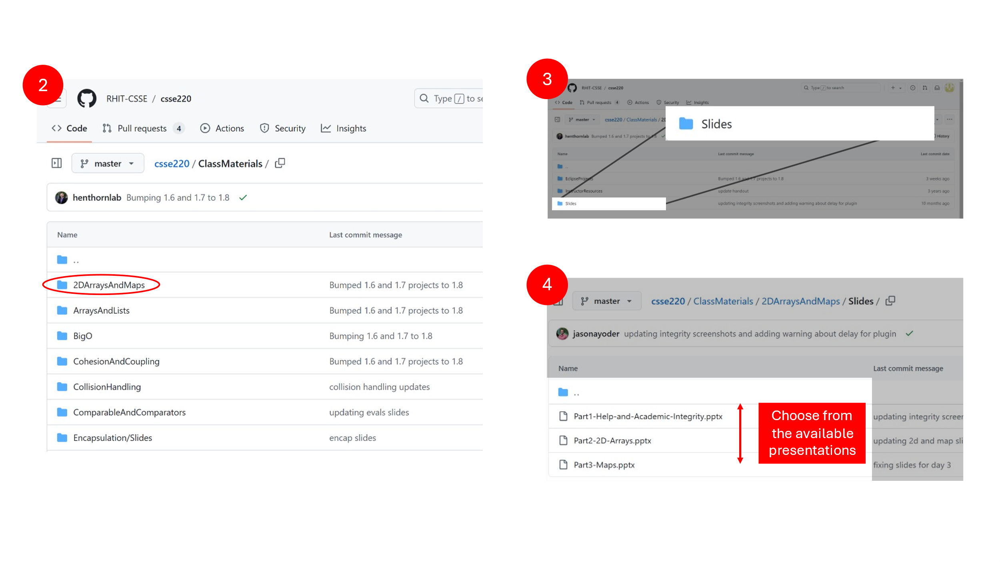 2
RHIT-CSSE / csse220
Type / to se
Code
Pull requests 4
Actions
Security
Insights
master
csse220 / ClassMaterials /
henthornlab Bumping 1.6 and 1.7 to 1.8
Name Last commit message
..
2DArraysAndMaps Bumped 1.6 and 1.7 projects to 1.8
ArraysAndLists Bumped 1.6 and 1.7 projects to 1.8
BigO Bumping 1.6 and 1.7 to 1.8
CohesionAndCoupling Bumped 1.6 and 1.7 projects to 1.8
CollisionHandling collision handling updates
ComparableAndComparators updating evals slides
Encapsulation/Slides encap slides
3
RHIT-CSSE / csse220
Type / to search
Code Pull requests 4 Actions Security Insights
master csse220 / ClassMaterials / 2D
Slides
henthornlab Bumped 1.6 and 1.7 projects to 1.8 History
Name Last commit message Last commit date
..
EclipseProjects Bumped 1.6 and 1.7 projects to 1.8 3 weeks ago
InstructorResources update handout 3 years ago
Slides updating integrity screenshots and adding warning about delay for plugin 10 months ago
4
master csse220 / ClassMaterials / 2DArraysAndMaps / Slides /
jasonayoder updating integrity screenshots and adding warning about delay for plugin
Name Last commit message
..
Part1-Help-and-Academic-Integrity.pptx updating integrity screer
Part2-2D-Arrays.pptx updating 2d and map sli
Part3-Maps.pptx fixing slides for day 3
Choose from
the available
presentations